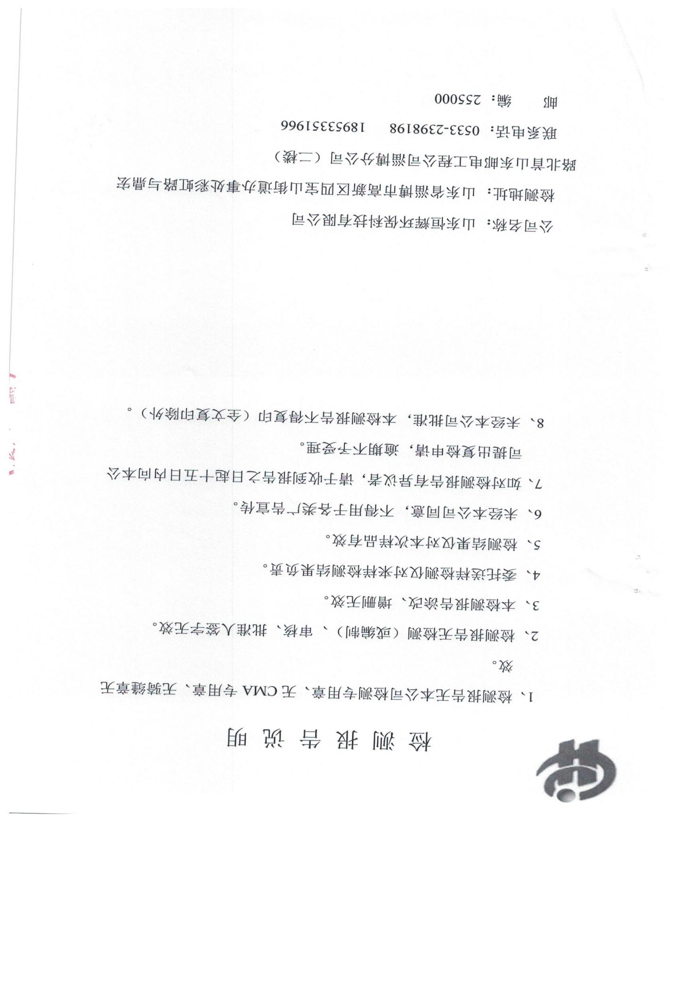 检测报告说明
1、检测报告无本公司检测专用章、无 CMA 专用章、无骑缝章无
效。
2、检测报告无检测（或编制）、审核、批准人签字无效。
3、本检测报告涂改、增删无效。
4、委托送样检测仅对来样检测结果负责。
5、检测结果仅对本次样品有效。
6、未经本公司同意，不得用于各类广告宣传。
7、如对检测报告有异议者，请于收到报告之日起十五日内向本公
司提出复检申请，逾期不予受理。
8、未经本公司批准，本检测报告不得复印（全文复印除外）。
公司名称：山东恒辉环保科技有限公司
检测地址：山东省淄博市高新区四宝山街道办事处彩虹路与鼎宏
路北首山东邮电工程公司淄博分公司（二楼）
联系电话：0533-2398198 18953351966
邮 编：255000